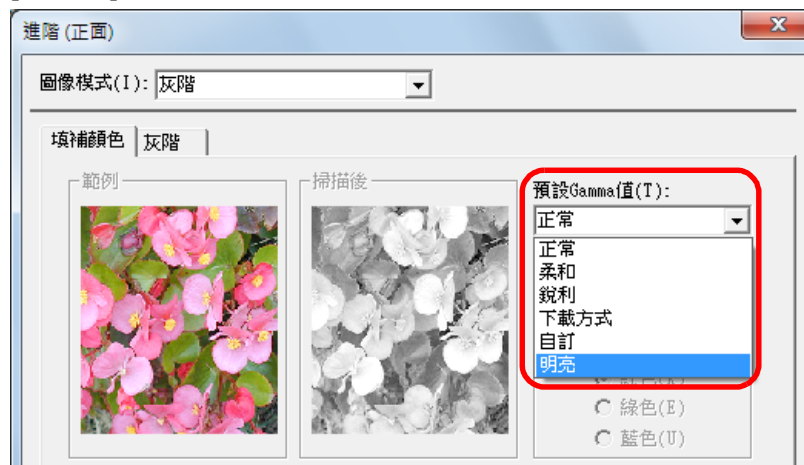 進階 (正面)
圖像模式(I): 灰階
填補顏色 灰階
範例
掃描後
預設Gamma值(T):
正常
正常
柔和
銳利
下載方式
自訂
明亮
綠色(E)
藍色(U)